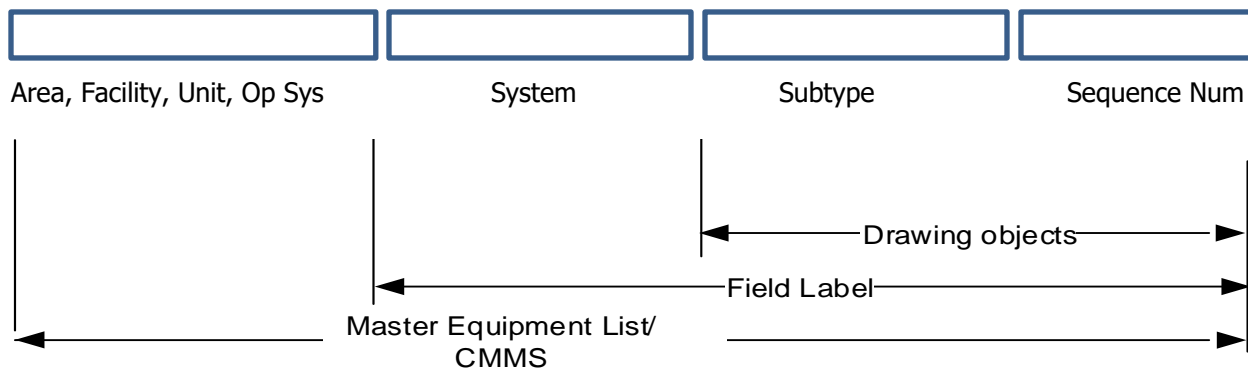 Area, Facility, Unit, Op Sys System Subtype Sequence Num
Drawing objects
Field Label
Master Equipment List/
CMMS